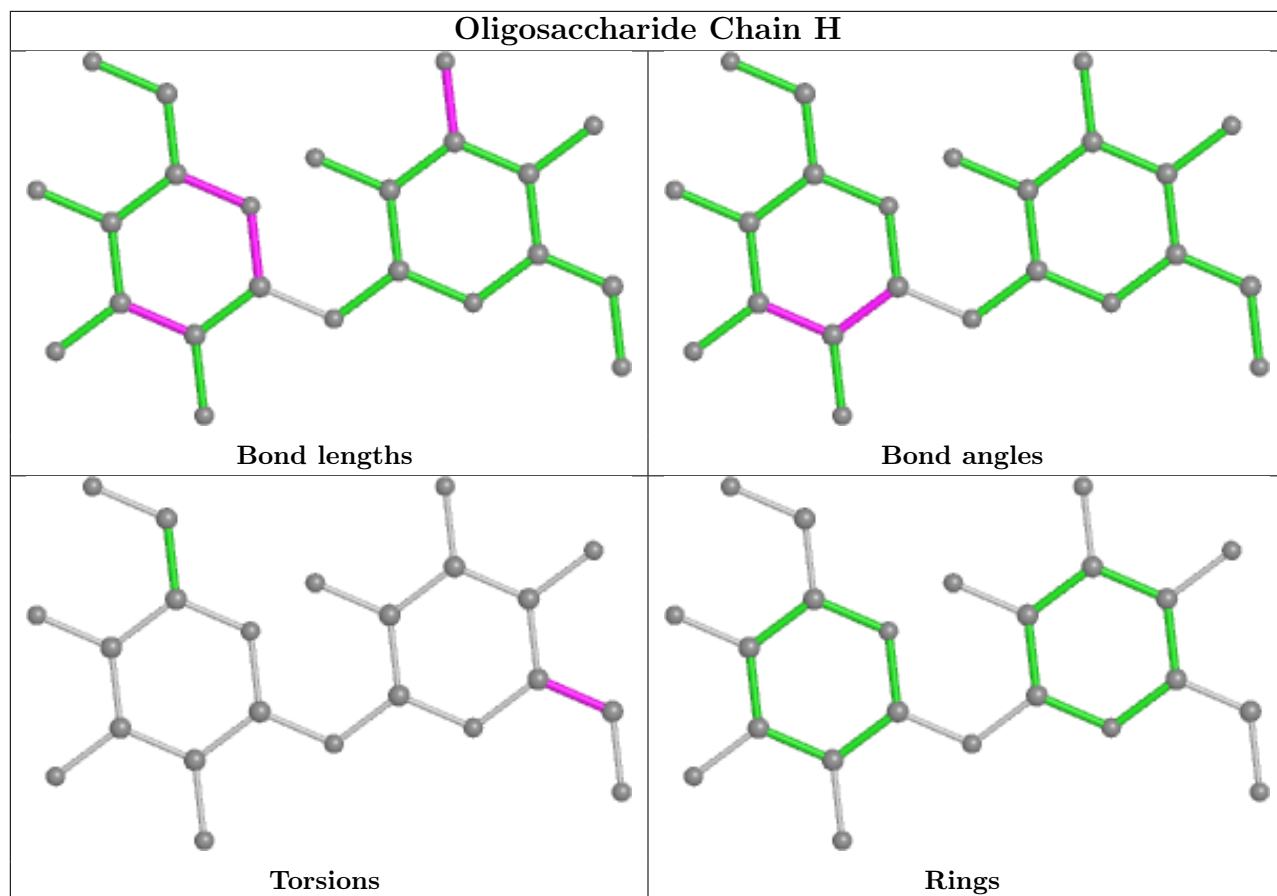 Oligosaccharide Chain H
Bond lengths
Bond angles
Torsions
Rings